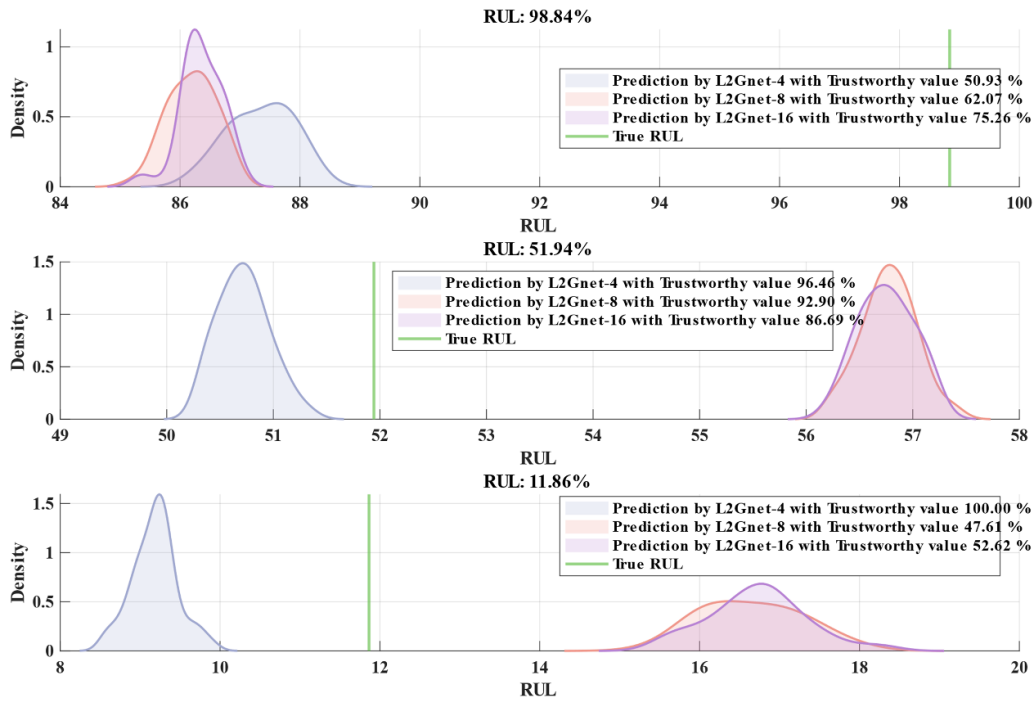 RUL: 98.84%
1
0.5
0
Density
Prediction by L2Gnet-4 with Trustworthy value 50.93 %
Prediction by L2Gnet-8 with Trustworthy value 62.07 %
Prediction by L2Gnet-16 with Trustworthy value 75.26 %
True RUL
84 86 88 90 92 94 96 98 100
RUL
RUL: 51.94%
1.5
1
0.5
0
Density
Prediction by L2Gnet-4 with Trustworthy value 96.46 %
Prediction by L2Gnet-8 with Trustworthy value 92.90 %
Prediction by L2Gnet-16 with Trustworthy value 86.69 %
True RUL
49 50 51 52 53 54 55 56 57 58
RUL
RUL: 11.86%
1.5
1
0.5
0
Density
Prediction by L2Gnet-4 with Trustworthy value 100.00 %
Prediction by L2Gnet-8 with Trustworthy value 47.61 %
Prediction by L2Gnet-16 with Trustworthy value 52.62 %
True RUL
8 10 12 14 16 18 20
RUL